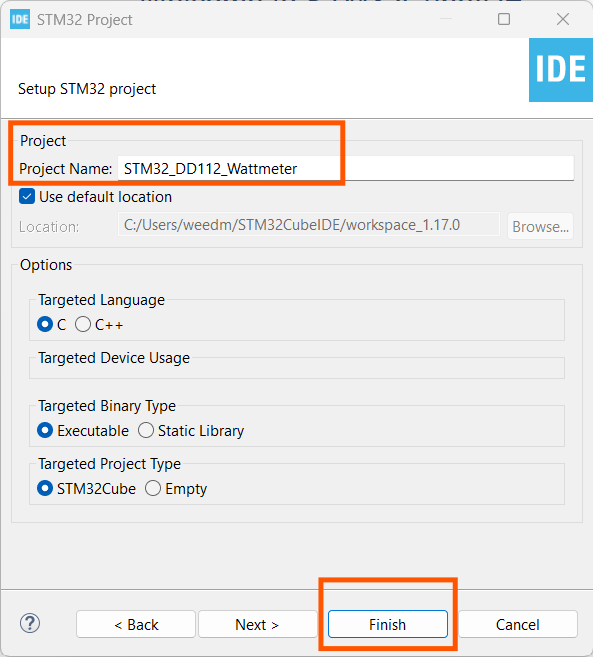 IDE STM32 Project
IDE
Setup STM32 project
Project
Project Name: STM32_DD112_Wattmeter
Use default location
Location: C:/Users/weedm/STM32CubeIDE/workspace_1.17.0 Browse...
Options
Targeted Language
C C++
Targeted Device Usage
Targeted Binary Type
Executable Static Library
Targeted Project Type
STM32Cube Empty
? < Back Next > Finish Cancel